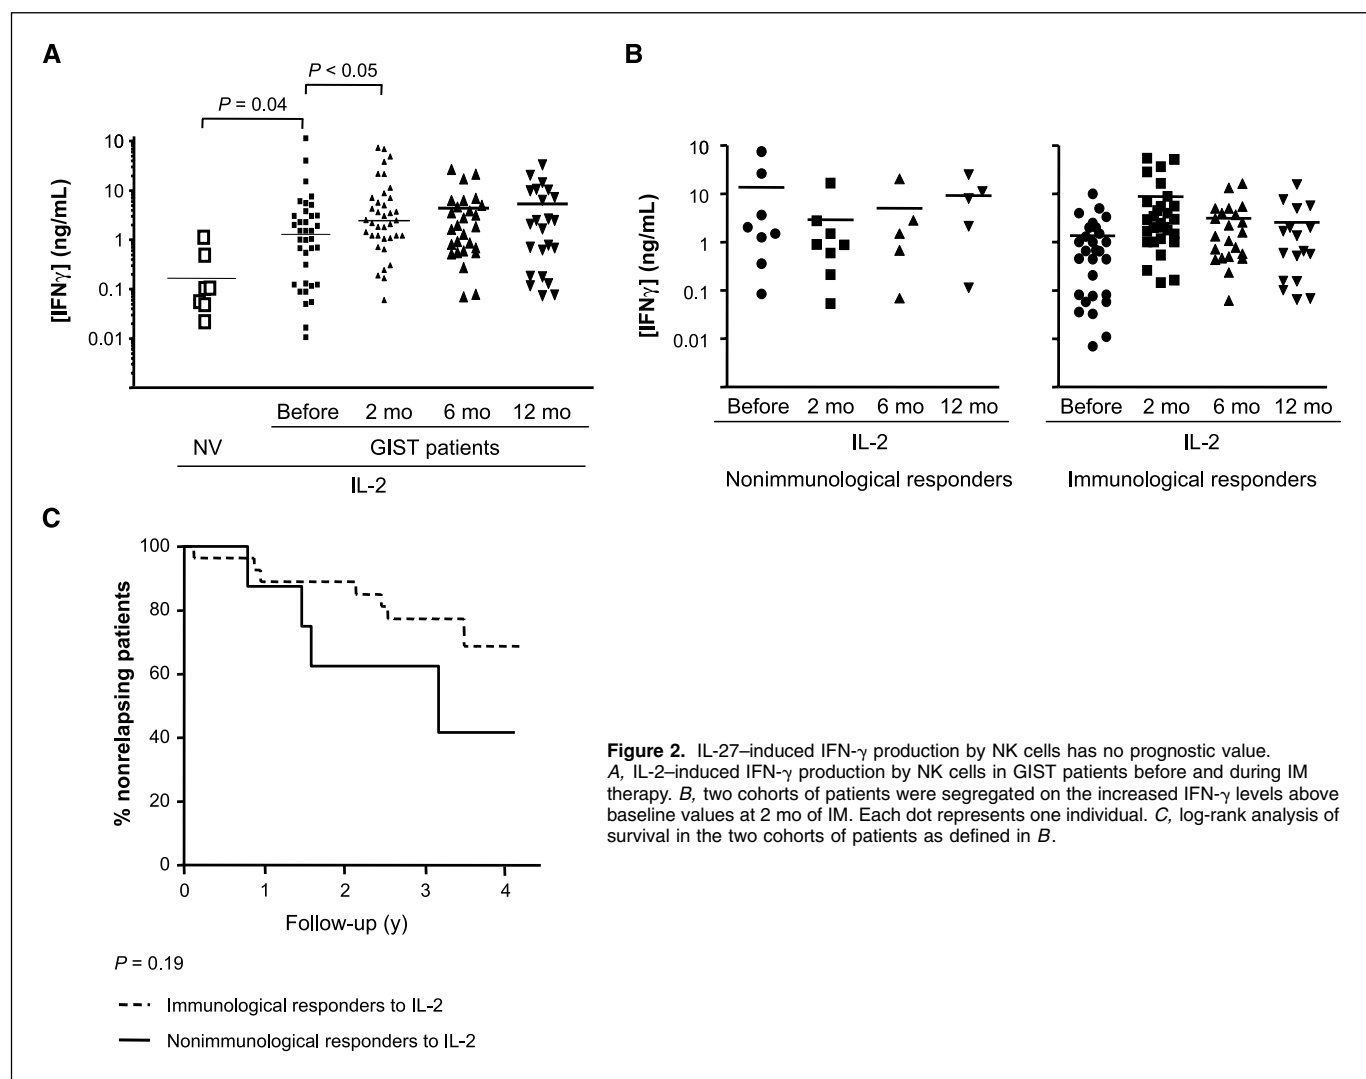 A
P < 0.05
P = 0.04
[IFNγ] (ng/mL)
10
10
1
0.1
0.01
Before 2 mo 6 mo 12 mo
NV GIST patients
IL-2
B
[IFNγ] (ng/mL)
10
10
1
0.1
0.01
Before 2 mo 6 mo 12 mo
IL-2
Nonimmunological responders
Before 2 mo 6 mo 12 mo
IL-2
Immunological responders
C
% nonrelapsing patients
100
80
60
40
20
0
0 1 2 3 4
Follow-up (y)
P = 0.19
Immunological responders to IL-2
Nonimmunological responders to IL-2
Figure 2. IL-27–induced IFN-γ production by NK cells has no prognostic value.
A, IL-2–induced IFN-γ production by NK cells in GIST patients before and during IM
therapy. B, two cohorts of patients were segregated on the increased IFN-γ levels above
baseline values at 2 mo of IM. Each dot represents one individual. C, log-rank analysis of
survival in the two cohorts of patients as defined in B.